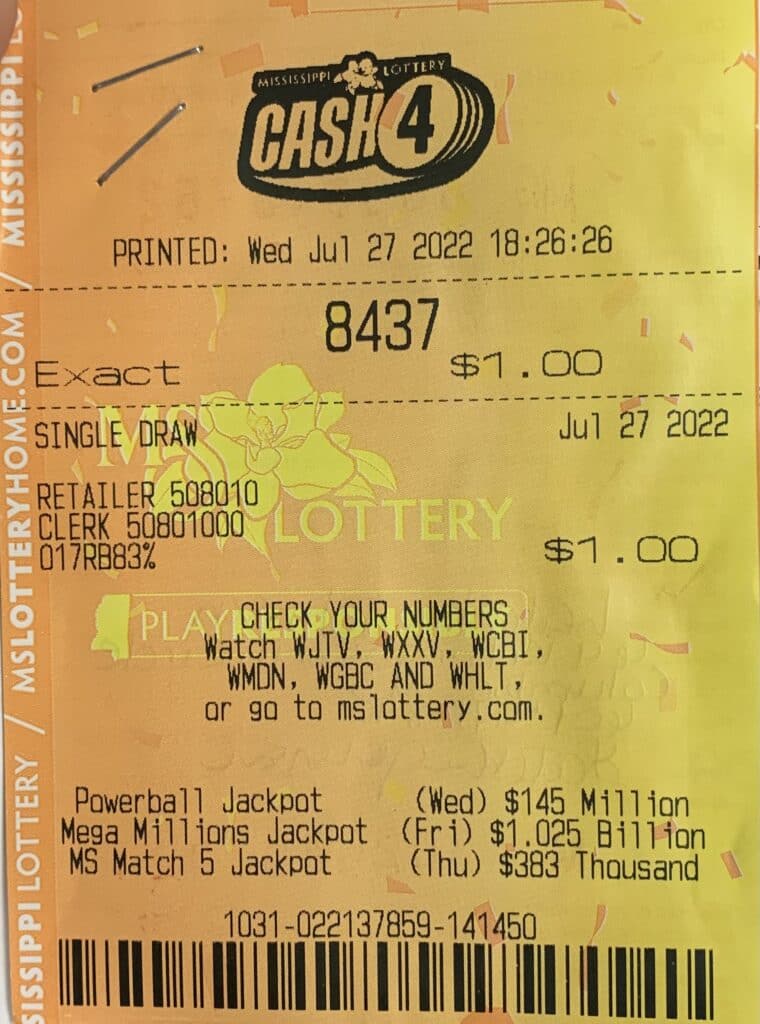 MISSISSIPPI LOTTERY
CASH 4
PRINTED: Wed Jul 27 2022 18:26:26
8437
Exact $1.00
SINGLE DRAW Jul 27 2022
RETAILER 508010
CLERK 50801000
017RB83% $1.00
MS
LOTTERY
CHECK YOUR NUMBERS
Watch WJTV, WXXV, WCBI,
WMDN, WGBC AND WHLT,
or go to mslottery.com.
Powerball Jackpot (Wed) $145 Million
Mega Millions Jackpot (Fri) $1.025 Billion
MS Match 5 Jackpot (Thu) $383 Thousand
1031-022137859-141450
SISSIPPI LOTTERY / MSLOTTERYHOME.COM / MISSISSIPPI LO